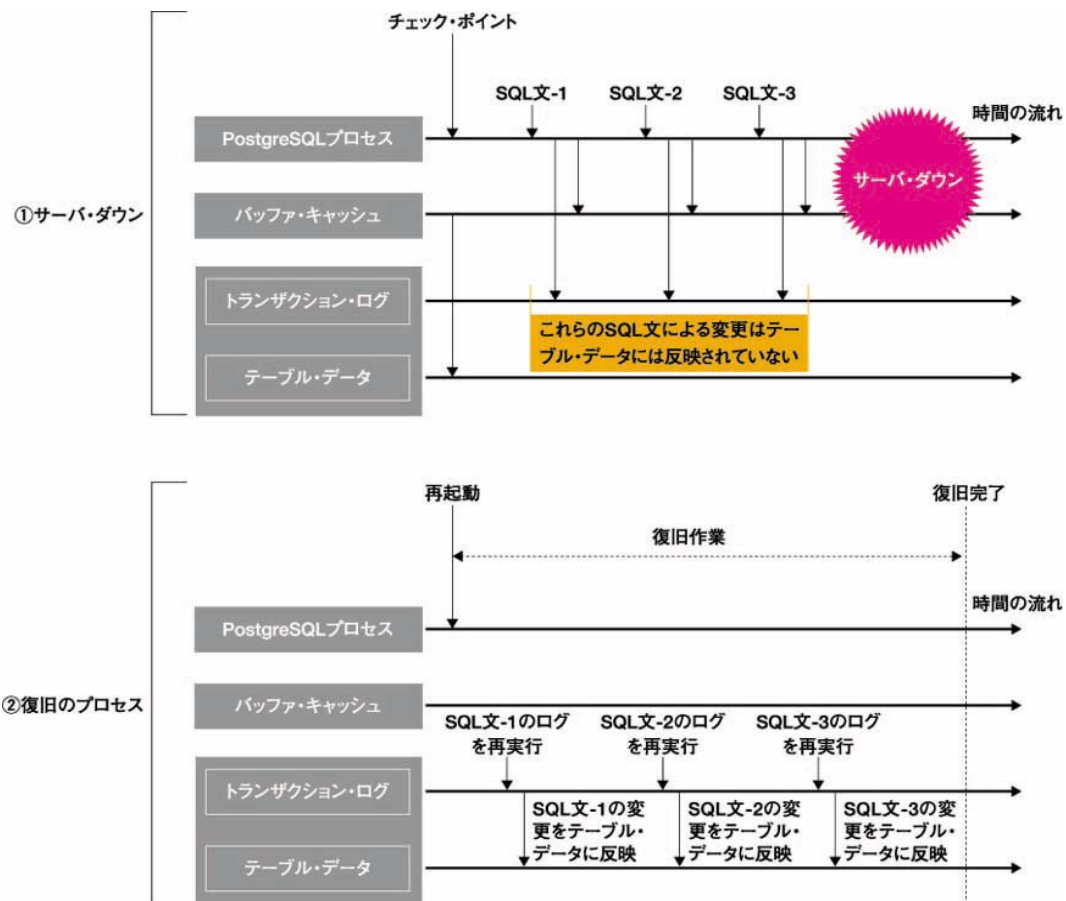 チェック・ポイント
SQL文-1
SQL文-2
SQL文-3
時間の流れ
PostgreSQLプロセス
サーバ・ダウン
①サーバ・ダウン
バッファ・キャッシュ
トランザクション・ログ
これらのSQL文による変更はテー
ブル・データには反映されていない
テーブル・データ
再起動
復旧完了
復旧作業
時間の流れ
PostgreSQLプロセス
②復旧のプロセス
バッファ・キャッシュ
SQL文-1のログ
を再実行
SQL文-2のログ
を再実行
SQL文-3のログ
を再実行
トランザクション・ログ
SQL文-1の変
更をテーブル・
データに反映
SQL文-2の変
更をテーブル・
データに反映
SQL文-3の変
更をテーブル・
データに反映
テーブル・データ